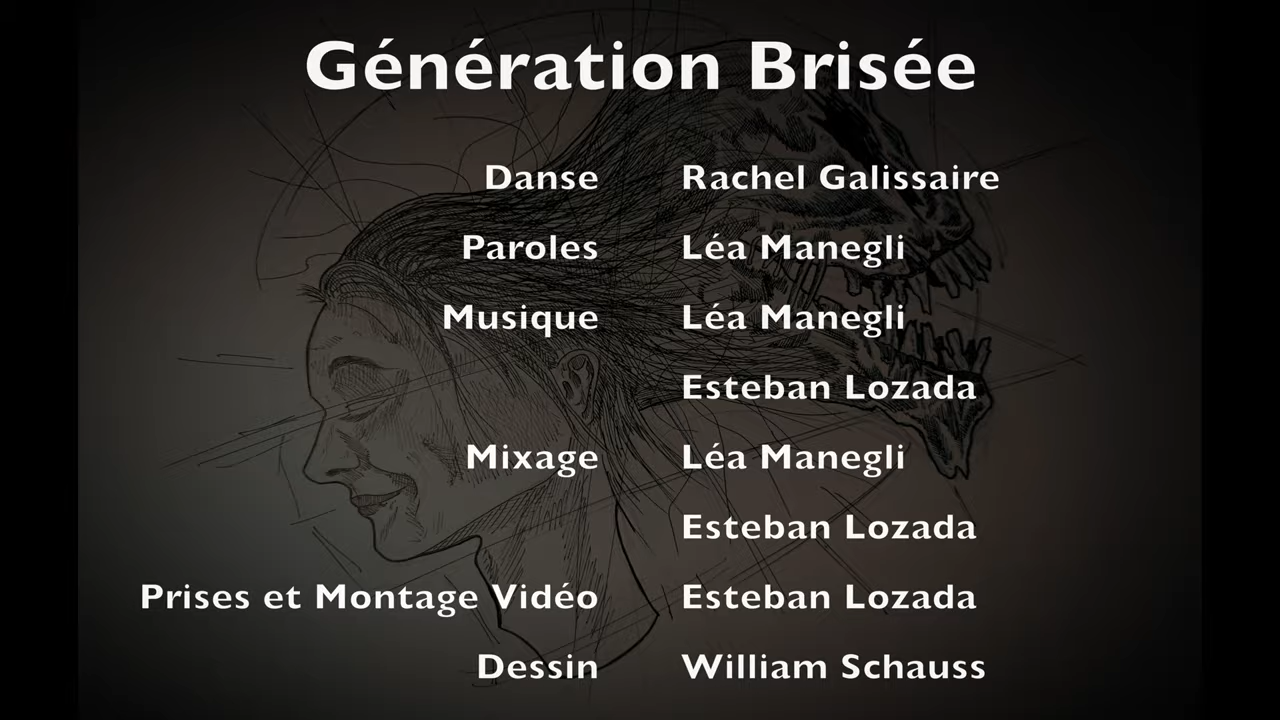 Génération Brisée
Danse Rachel Galissaire
Paroles Léa Manegli
Musique Léa Manegli
Esteban Lozada
Mixage Léa Manegli
Esteban Lozada
Prises et Montage Vidéo Esteban Lozada
Dessin William Schauss